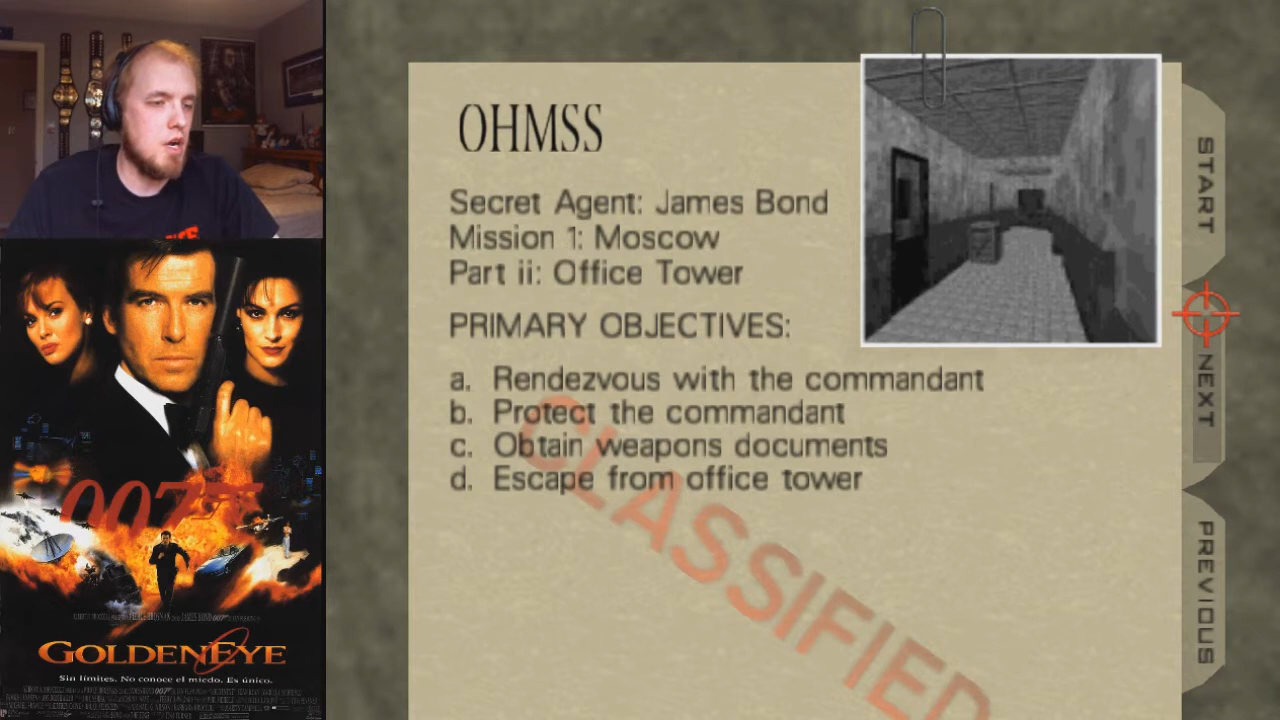 OHMSS
Secret Agent: James Bond
Mission 1: Moscow
Part ii: Office Tower
PRIMARY OBJECTIVES:
a. Rendezvous with the commandant
b. Protect the commandant
c. Obtain weapons documents
d. Escape from office tower
CLASSIFIED
START
NEXT
PREVIOUS
007
GOLDENEYE
Sin límites. No conoce el miedo. Es único.